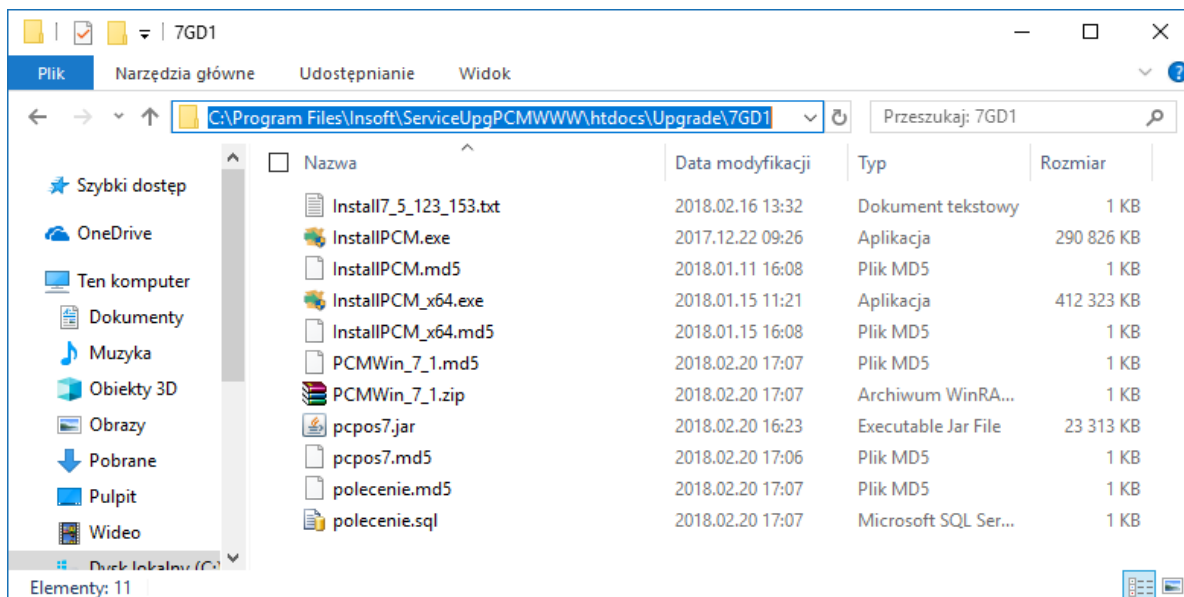 7GD1
Plik Narzędzia główne Udostępnianie Widok
C:\Program Files\Insoft\ServiceUpgPCMWWW\htdocs\Upgrade\7GD1 Przeszukaj: 7GD1
Nazwa Data modyfikacji Typ Rozmiar
Szybki dostęp
OneDrive
Ten komputer
Dokumenty
Muzyka
Obiekty 3D
Obrazy
Pobrane
Pulpit
Wideo
Dysk lokalny (C:)
Install7_5_123_153.txt 2018.02.16 13:32 Dokument tekstowy 1 KB
InstallPCM.exe 2017.12.22 09:26 Aplikacja 290 826 KB
InstallPCM.md5 2018.01.11 16:08 Plik MD5 1 KB
InstallPCM_x64.exe 2018.01.15 11:21 Aplikacja 412 323 KB
InstallPCM_x64.md5 2018.01.15 16:08 Plik MD5 1 KB
PCMWin_7_1.md5 2018.02.20 17:07 Plik MD5 1 KB
PCMWin_7_1.zip 2018.02.20 17:07 Archiwum WinRA... 1 KB
pcpos7.jar 2018.02.20 16:23 Executable Jar File 23 313 KB
pcpos7.md5 2018.02.20 17:06 Plik MD5 1 KB
polecenie.md5 2018.02.20 17:07 Plik MD5 1 KB
polecenie.sql 2018.02.20 17:07 Microsoft SQL Ser... 1 KB
Elementy: 11